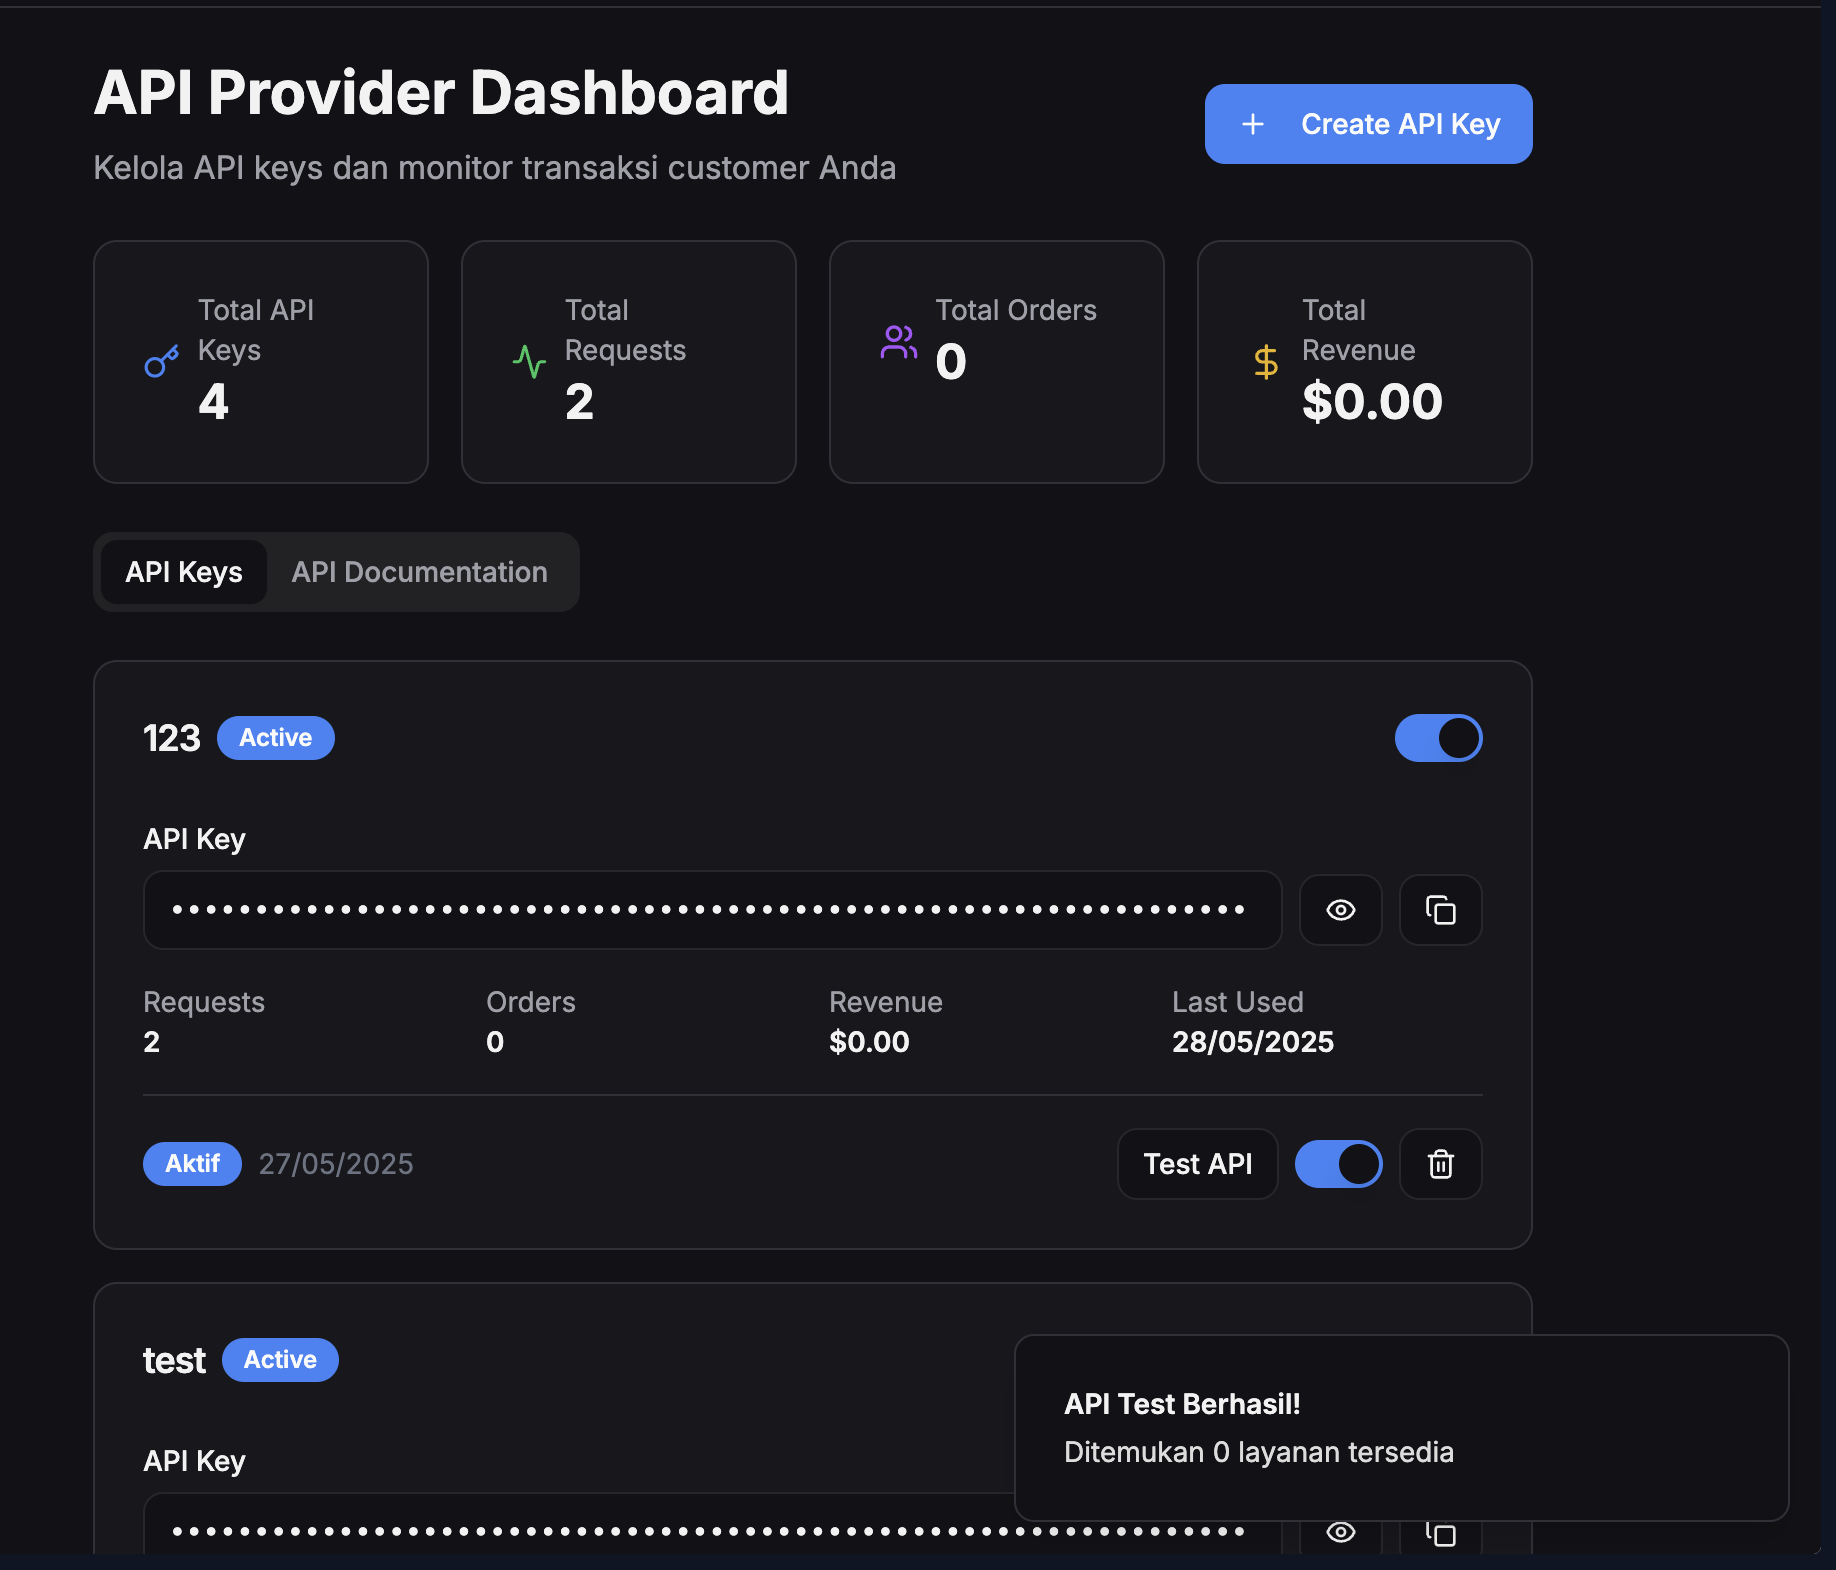 API Provider Dashboard
Kelola API keys dan monitor transaksi customer Anda
Create API Key
Total API
Keys
4
Total
Requests
2
Total Orders
0
Total
Revenue
$0.00
API Keys
API Documentation
123
Active
API Key
Requests
2
Orders
0
Revenue
$0.00
Last Used
28/05/2025
Aktif
27/05/2025
Test API
test
Active
API Key
API Test Berhasil!
Ditemukan 0 layanan tersedia